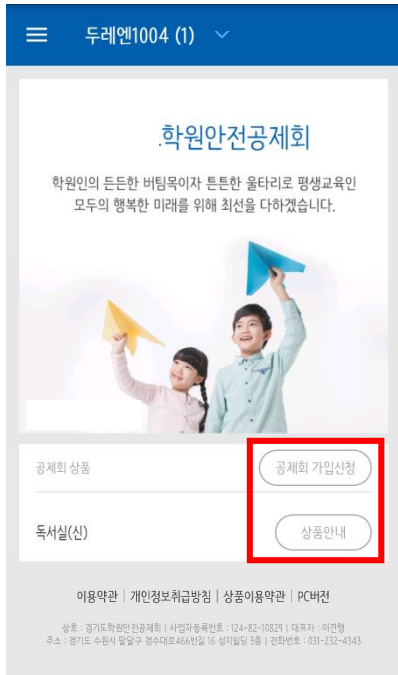 두레엔1004 (1)
.학원안전공제회
학원인의 든든한 버팀목이자 튼튼한 울타리로 평생교육인
모두의 행복한 미래를 위해 최선을 다하겠습니다.
공제회 상품
공제회 가입신청
독서실(신)
상품안내
이용약관 | 개인정보취급방침 | 상품이용약관 | PC버전
상호 : 경기도학원안전공제회 | 사업자등록번호 : 124-82-10829 | 대표자 : 이건형
주소 : 경기도 수원시 팔달구 경수대로466번길 16 성지빌딩 3층 | 전화번호 : 031-232-4343